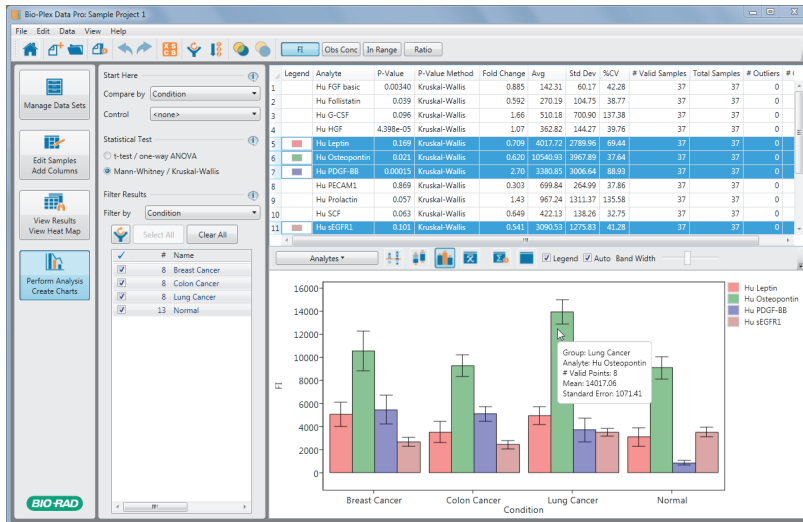 Bio-Plex Data Pro: Sample Project 1
File Edit Data View Help
FI Obs Conc In Range Ratio
Manage Data Sets
Edit Samples
Add Columns
View Results
View Heat Map
Perform Analysis
Create Charts
BIO-RAD
Start Here
Compare by Condition
Control <none>
Statistical Test
t-test / one-way ANOVA
Mann-Whitney / Kruskal-Wallis
Filter Results
Filter by Condition
Select All Clear All
✓ # Name
8 Breast Cancer
8 Colon Cancer
8 Lung Cancer
13 Normal
Legend Analyte P-Value P-Value Method Fold Change Avg Std Dev %CV # Valid Samples Total Samples # Outliers #
1 Hu FGF basic 0.00340 Kruskal-Wallis 0.885 142.31 60.17 42.28 37 37 0
2 Hu Follistatin 0.039 Kruskal-Wallis 0.592 270.19 104.75 38.77 37 37 0
3 Hu G-CSF 0.096 Kruskal-Wallis 1.66 510.18 700.90 137.38 37 37 0
4 Hu HGF 4.398e-05 Kruskal-Wallis 1.07 362.82 144.27 39.76 37 37 0
5 Hu Leptin 0.169 Kruskal-Wallis 0.709 4017.72 2789.96 69.44 37 37 0
6 Hu Osteopontin 0.021 Kruskal-Wallis 0.620 10540.93 3967.89 37.64 37 37 0
7 Hu PDGF-BB 0.00015 Kruskal-Wallis 2.70 3380.85 3006.64 88.93 37 37 0
8 Hu PECAM1 0.869 Kruskal-Wallis 0.303 699.84 264.99 37.86 37 37 0
9 Hu Prolactin 0.057 Kruskal-Wallis 1.43 967.24 1311.37 135.58 37 37 0
10 Hu SCF 0.063 Kruskal-Wallis 0.649 422.13 138.26 32.75 37 37 0
11 Hu sEGFR1 0.101 Kruskal-Wallis 0.541 3090.53 1275.83 41.28 37 37 0
Analytes Legend Auto Band Width
16000
14000
12000
10000
8000
6000
4000
2000
0
FI
Group: Lung Cancer
Analyte: Hu Osteopontin
# Valid Points: 8
Mean: 14017.06
Standard Error: 1071.41
Hu Leptin
Hu Osteopontin
Hu PDGF-BB
Hu sEGFR1
Breast Cancer Colon Cancer Lung Cancer Normal
Condition